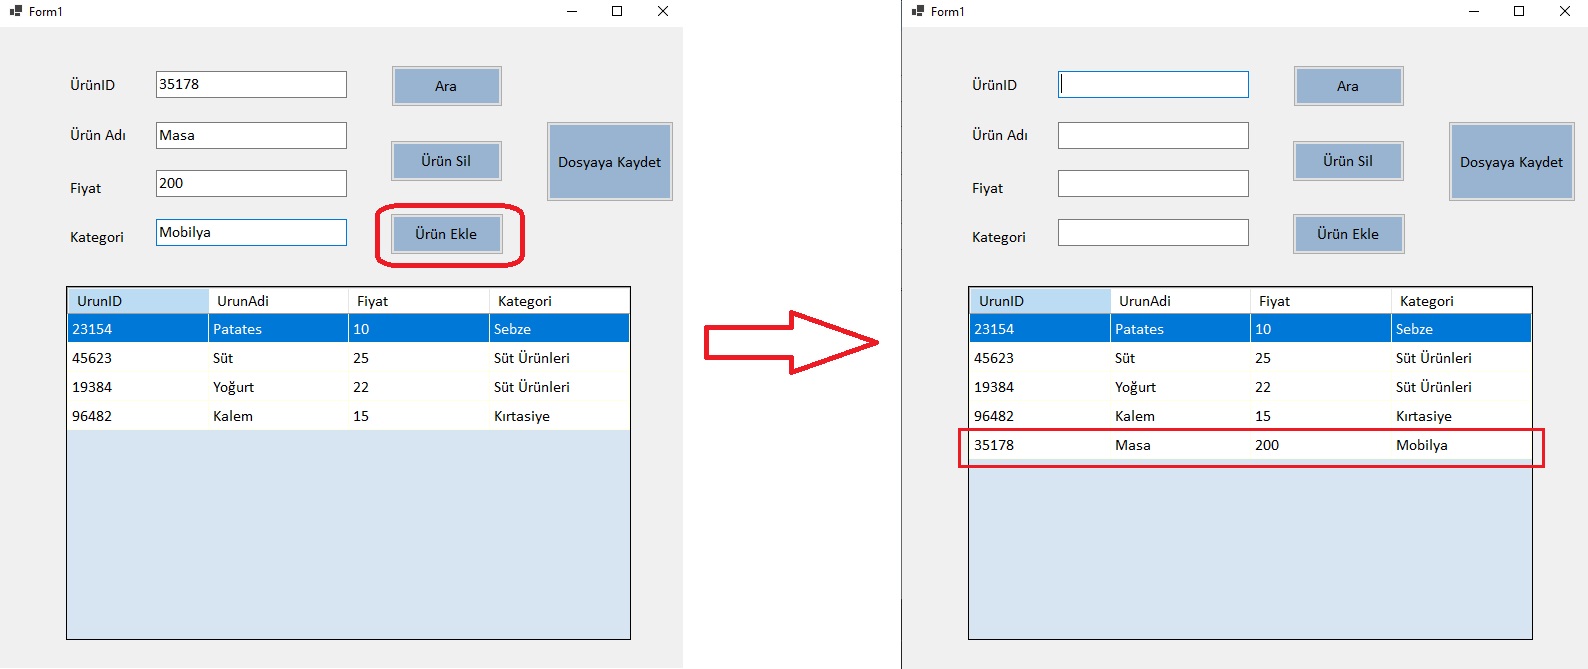 Form1
ÜrünID 35178 Ara
Ürün Adı Masa
Ürün Sil
Dosyaya Kaydet
Fiyat 200
Kategori Mobilya Ürün Ekle
UrunID UrunAdi Fiyat Kategori
23154 Patates 10 Sebze
45623 Süt 25 Süt Ürünleri
19384 Yoğurt 22 Süt Ürünleri
96482 Kalem 15 Kırtasiye
Form1
ÜrünID Ara
Ürün Adı
Ürün Sil
Dosyaya Kaydet
Fiyat
Kategori Ürün Ekle
UrunID UrunAdi Fiyat Kategori
23154 Patates 10 Sebze
45623 Süt 25 Süt Ürünleri
19384 Yoğurt 22 Süt Ürünleri
96482 Kalem 15 Kırtasiye
35178 Masa 200 Mobilya